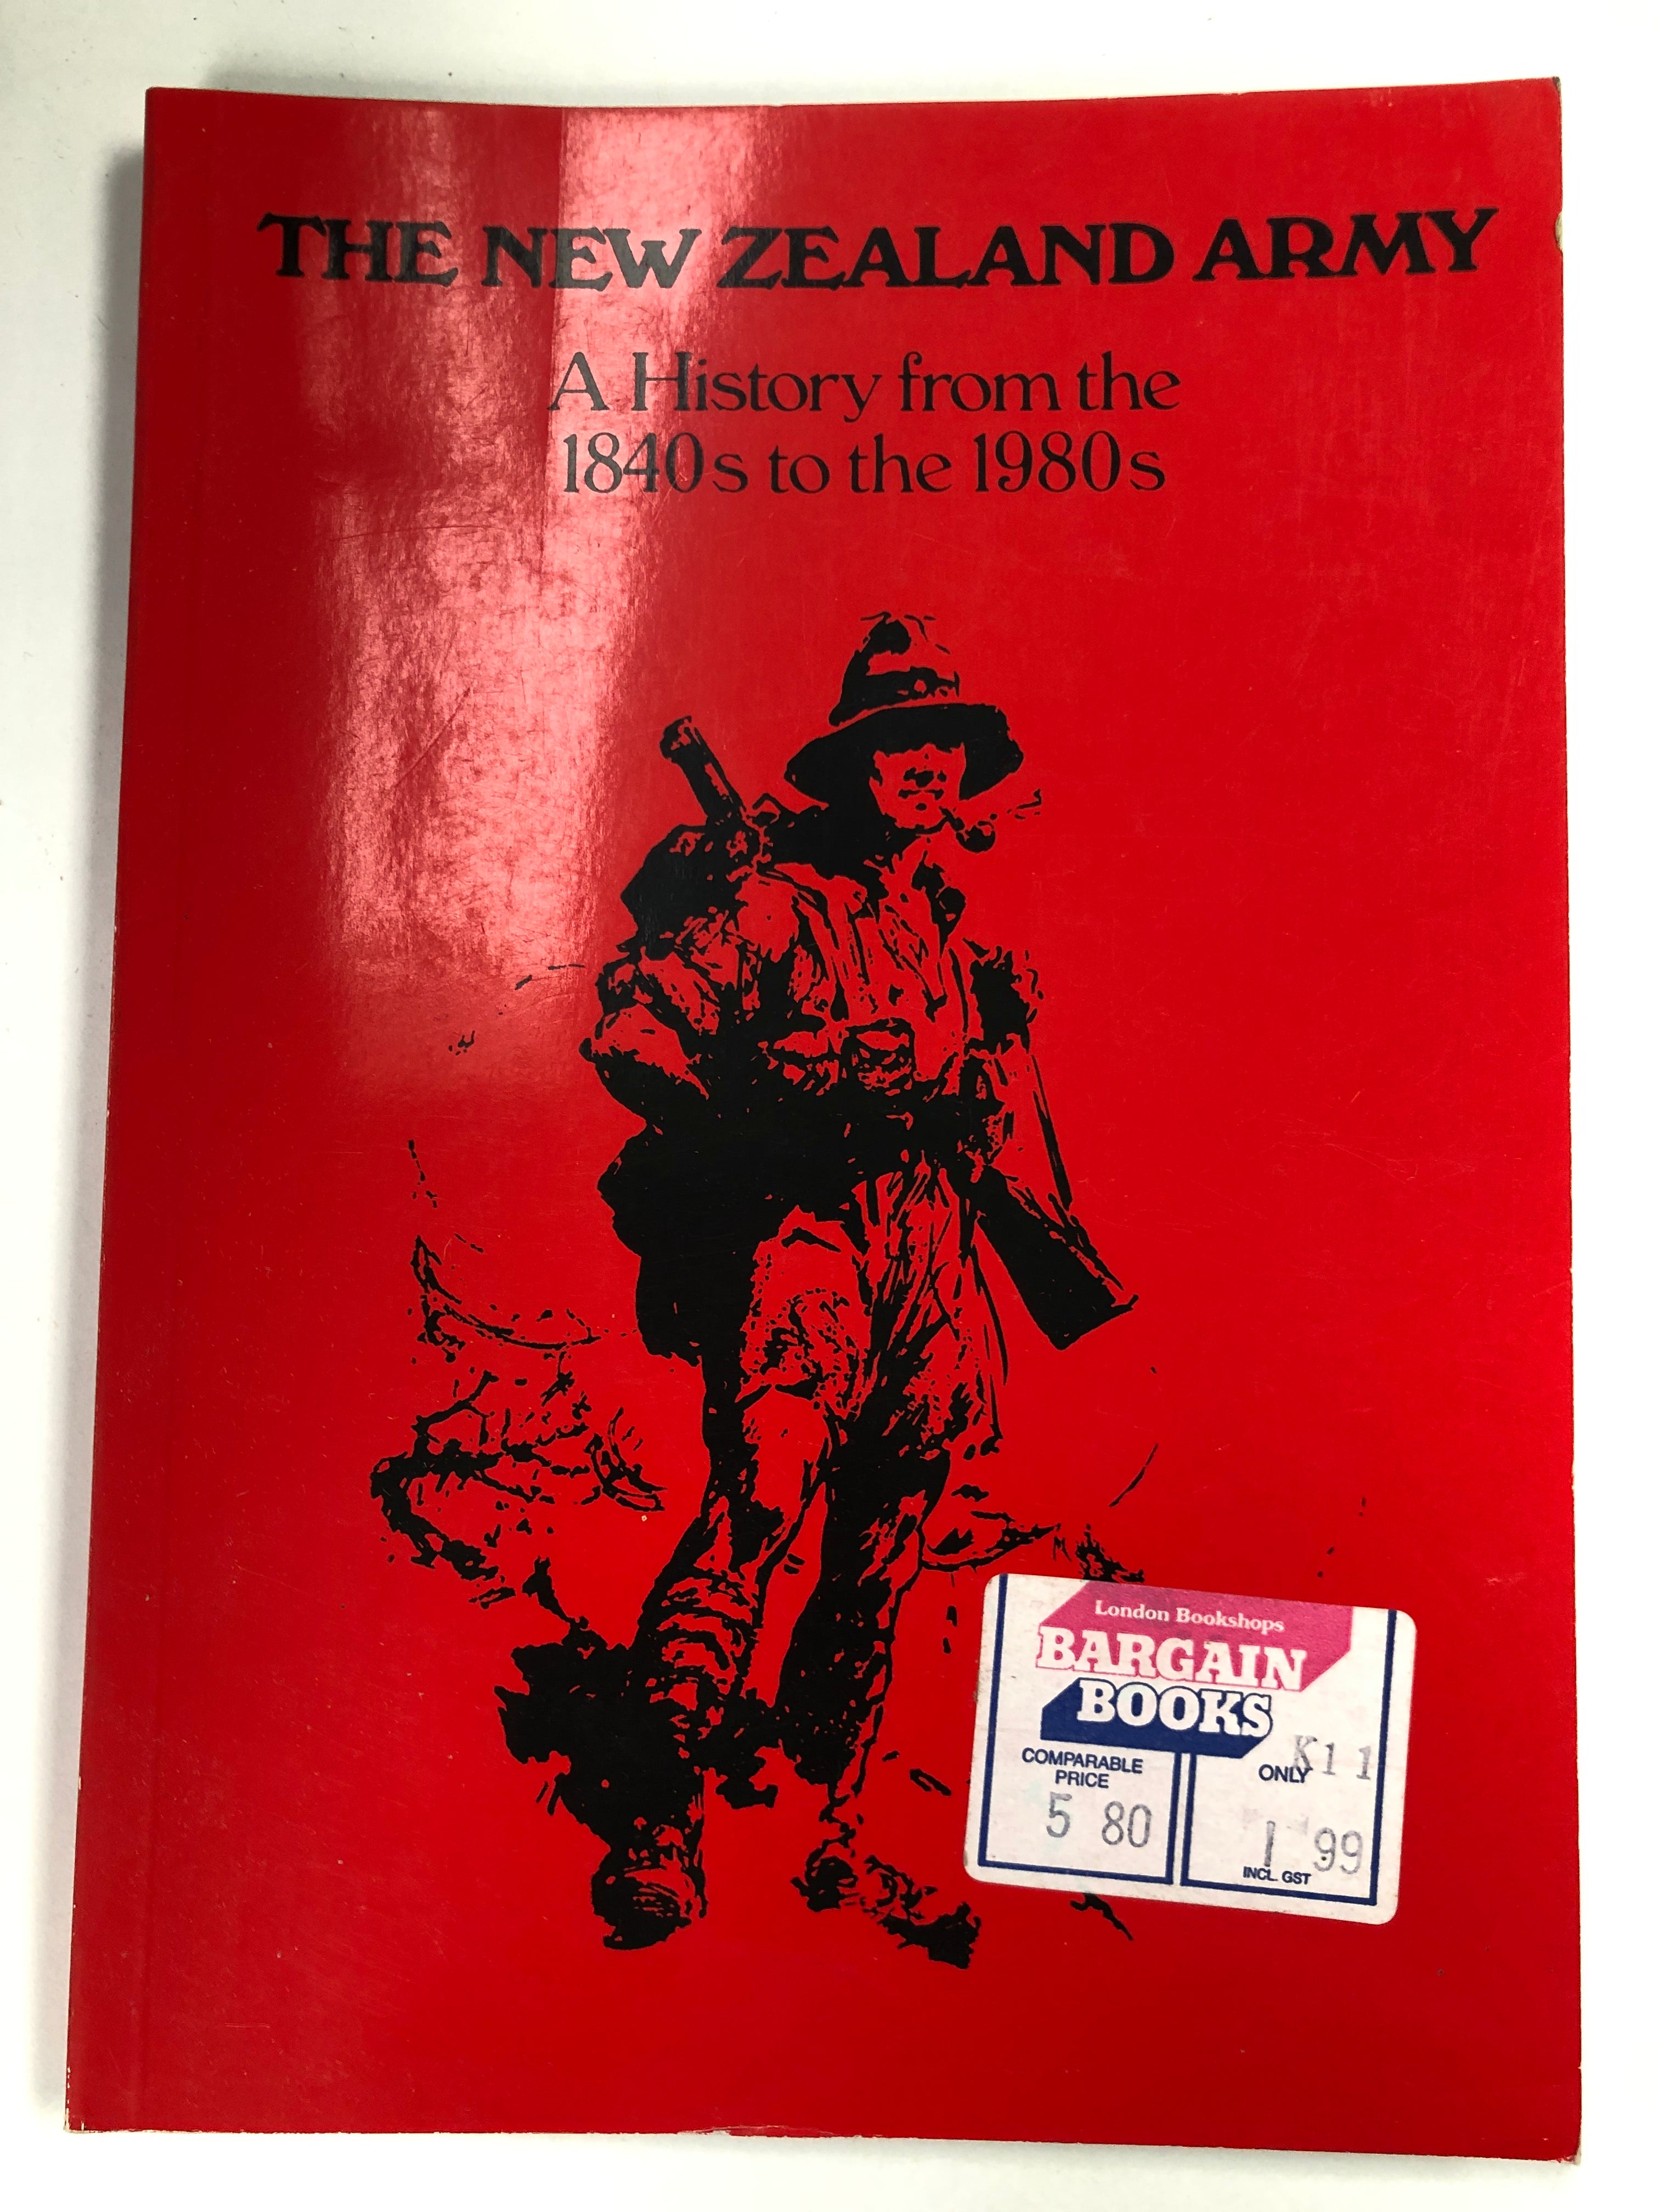 THE NEW ZEALAND ARMY
A History from the
1840s to the 1980s
London Bookshops
BARGAIN
BOOKS
COMPARABLE
PRICE
5 80
K11
ONLY
1 99
INCL. GST